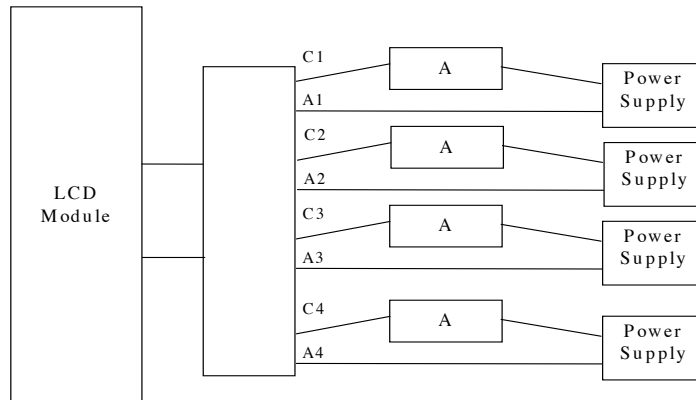 C1
A
Power
Supply
A1
C2
A
Power
Supply
A2
LCD
Module
C3
A
Power
Supply
A3
C4
A
Power
Supply
A4